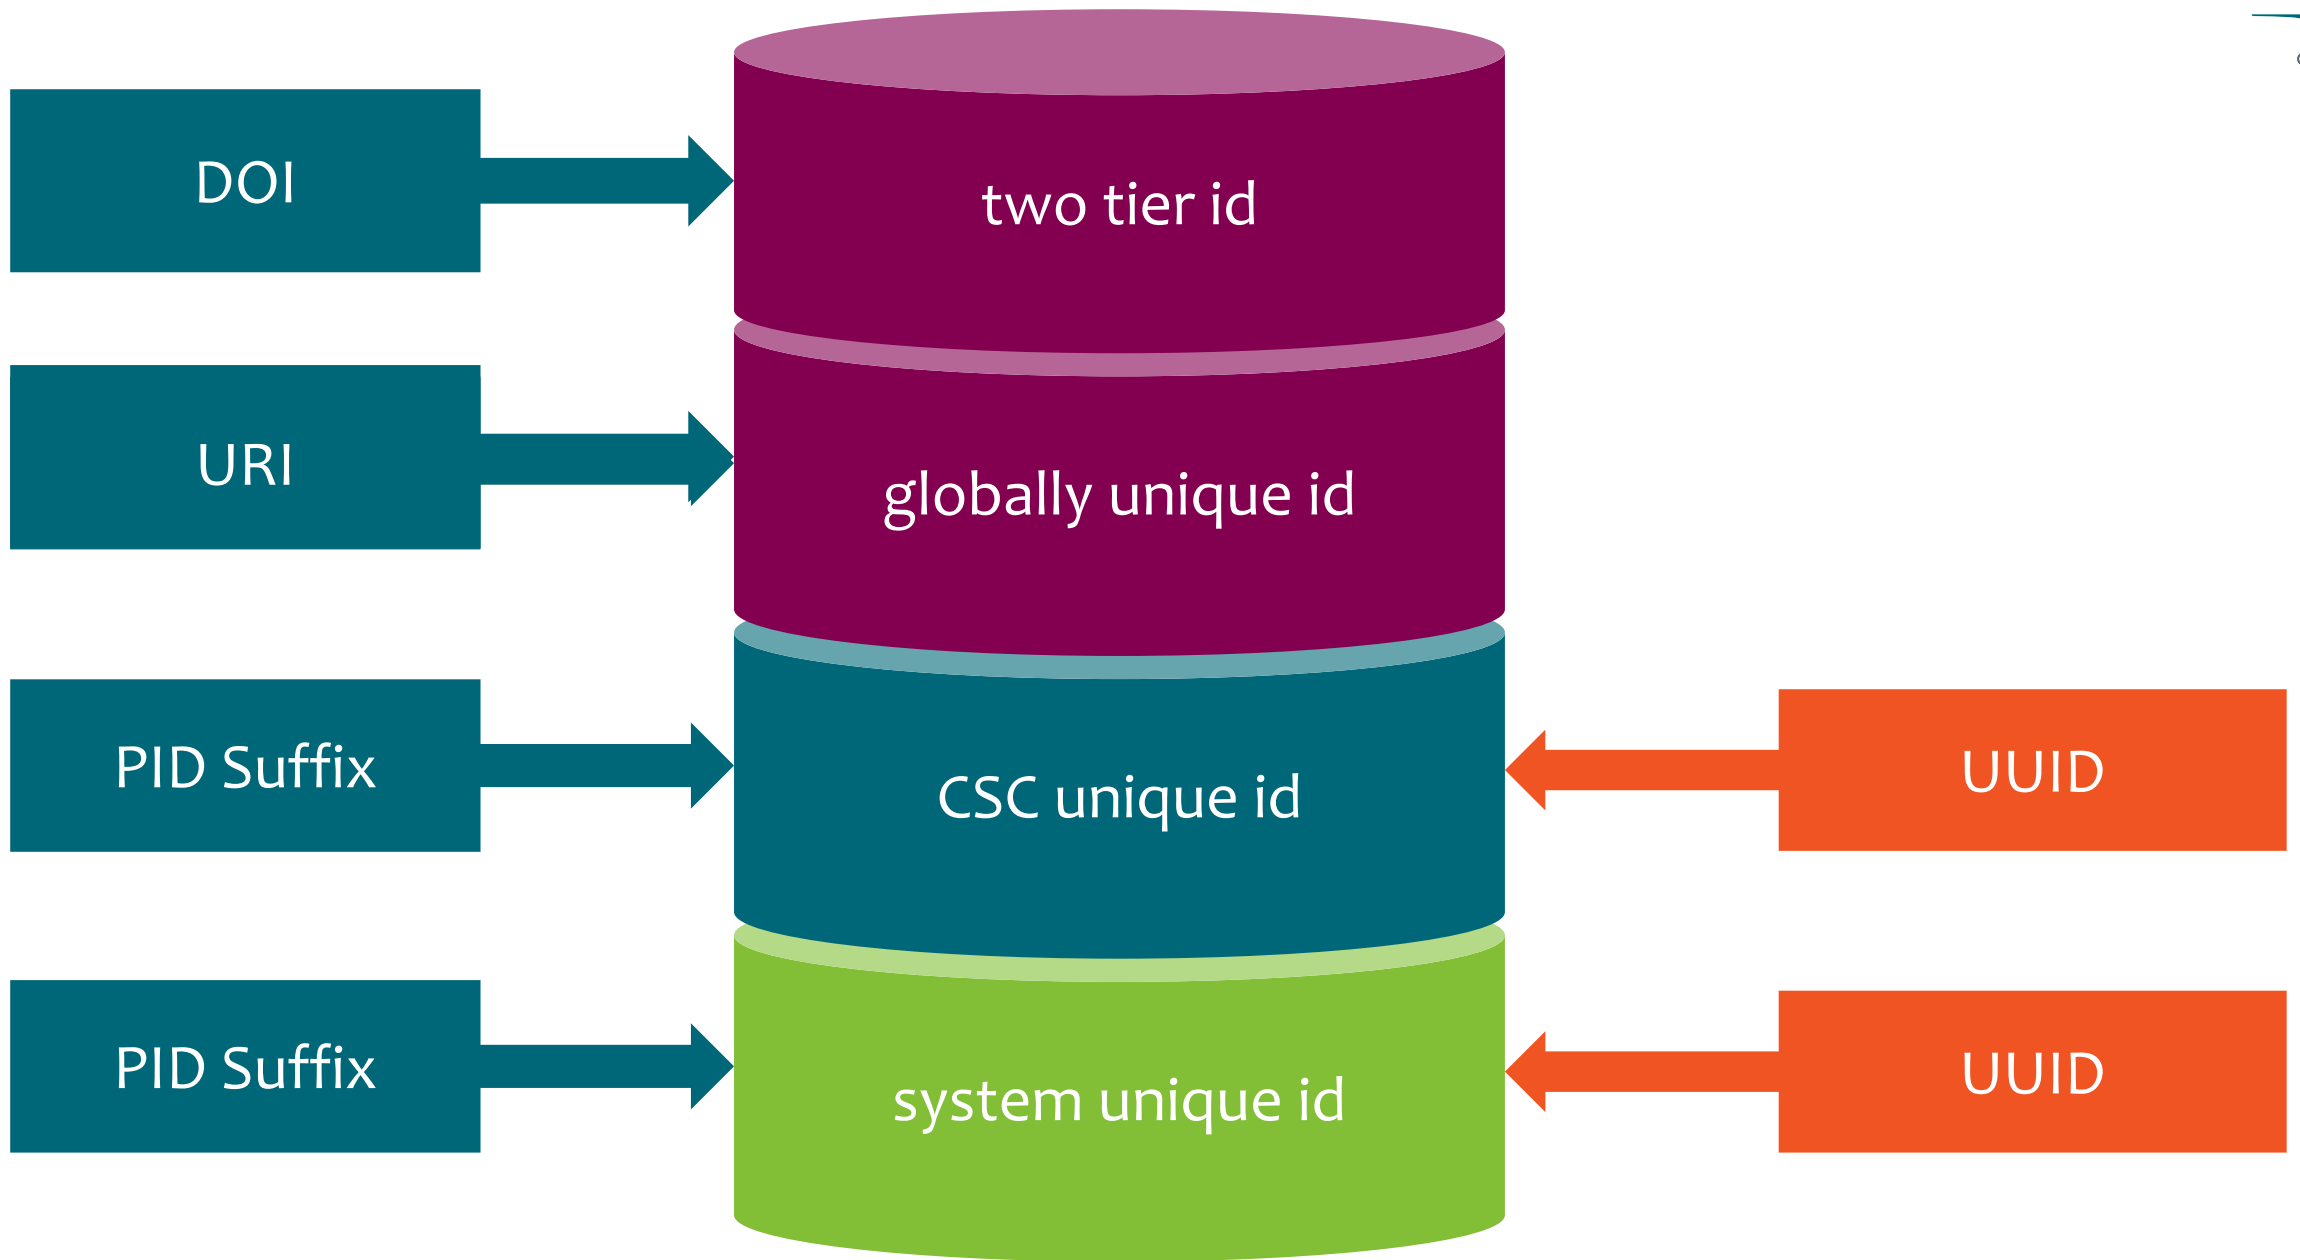 DOI
two tier id
URI
globally unique id
PID Suffix
CSC unique id
UUID
PID Suffix
system unique id
UUID